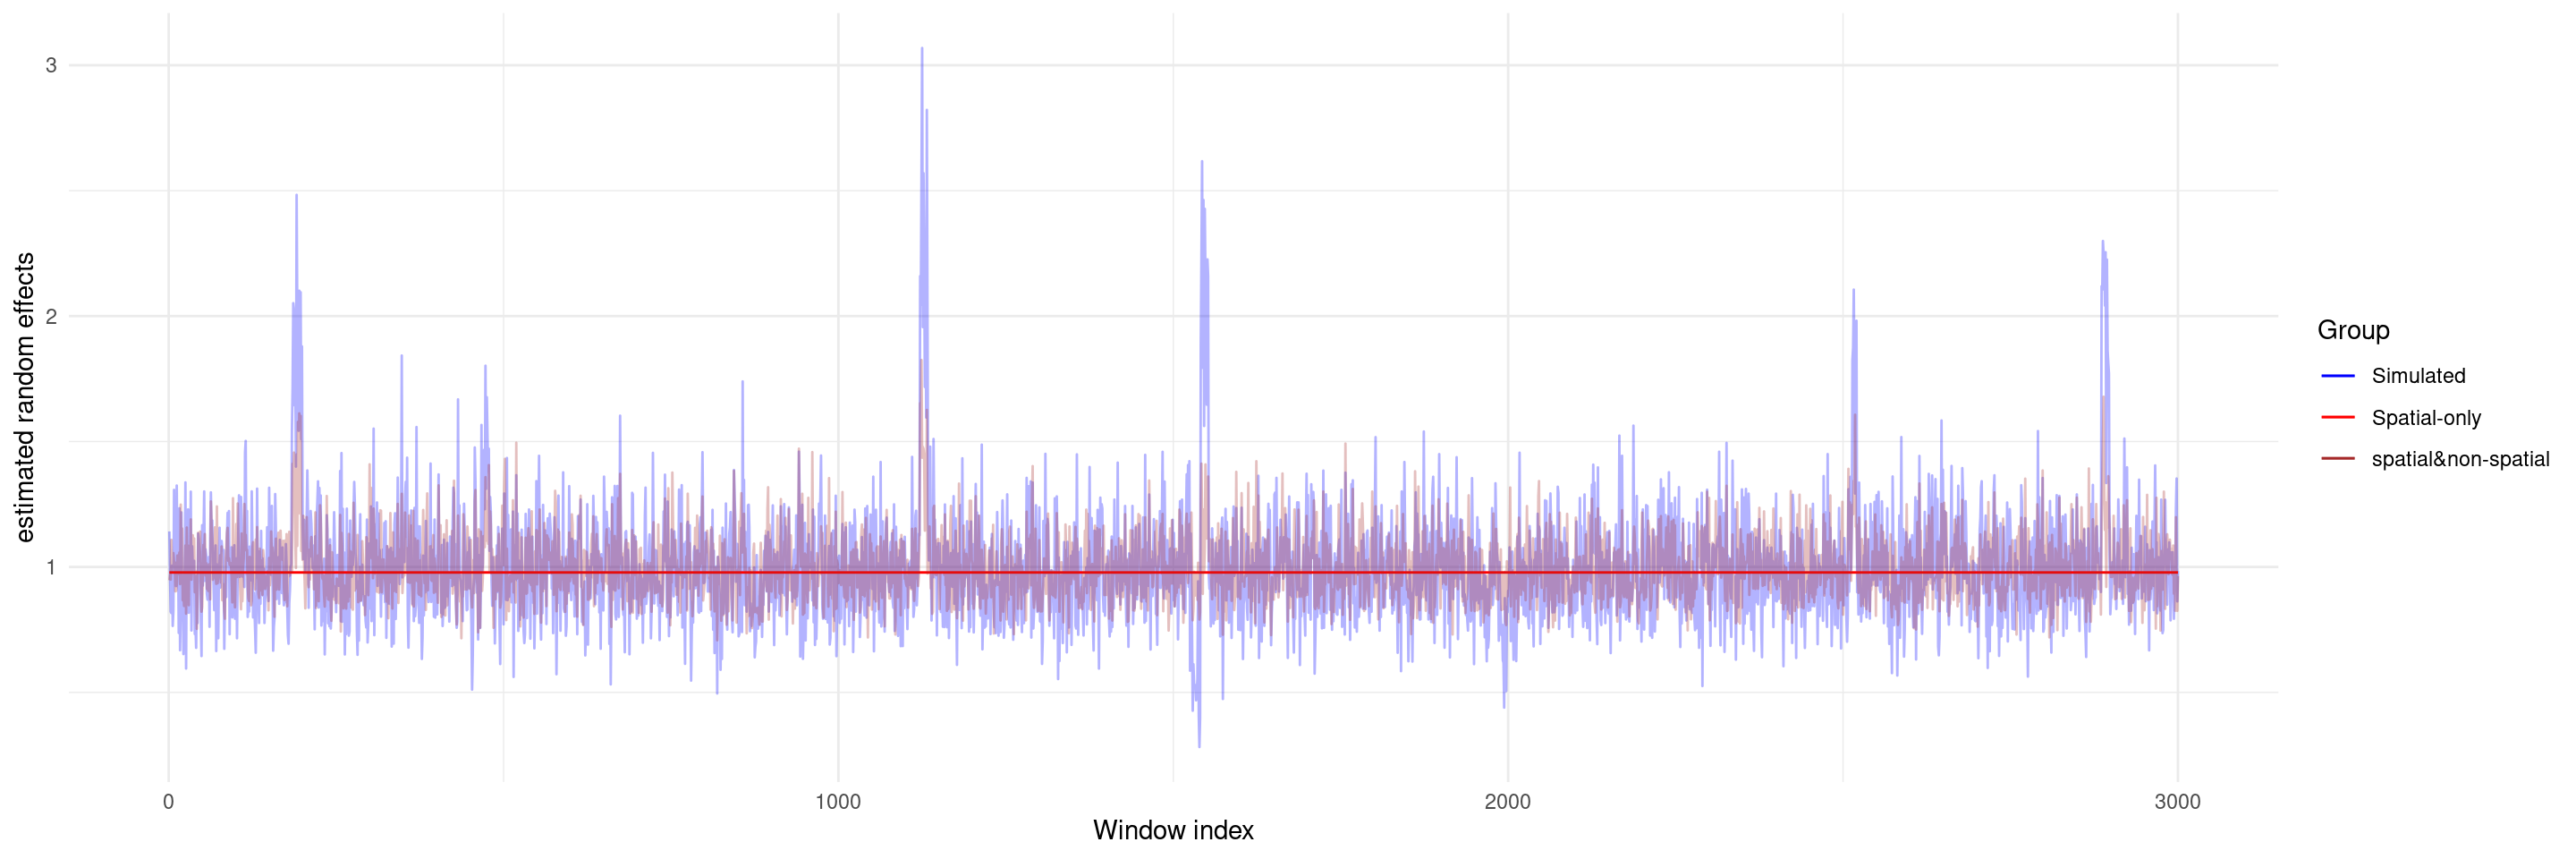 estimated random effects
3
2
1
0
1000
2000
3000
Window index
Group
Simulated
Spatial-only
spatial&non-spatial